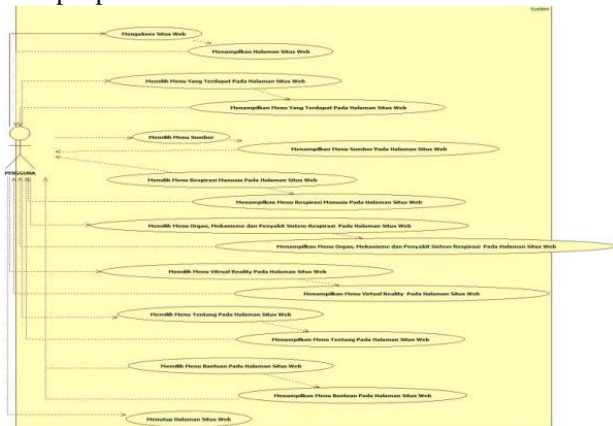 System
Mengakses Situs Web
Menampilkan Halaman Situs Web
Memilih Menu Yang Terdapat Pada Halaman Situs Web
Menampilkan Menu Yang Terdapat Pada Halaman Situs Web
Memilih Menu Sumber
Menampilkan Menu Sumber Pada Halaman Situs Web
PENGGUNA
Memilih Menu Respirasi Manusia Pada Halaman Situs Web
Menampilkan Menu Respirasi Manusia Pada Halaman Situs Web
Memilih Menu Organ, Mekanisme dan Penyakit Sistem Respirasi Pada Halaman Situs Web
Menampilkan Menu Organ, Mekanisme dan Penyakit Sistem Respirasi Pada Halaman Situs Web
Memilih Menu Virtual Reality Pada Halaman Situs Web
Menampilkan Menu Virtual Reality Pada Halaman Situs Web
Memilih Menu Tentang Pada Halaman Situs Web
Menampilkan Menu Tentang Pada Halaman Situs Web
Memilih Menu Bantuan Pada Halaman Situs Web
Menampilkan Menu Bantuan Pada Halaman Situs Web
Menutup Halaman Situs Web